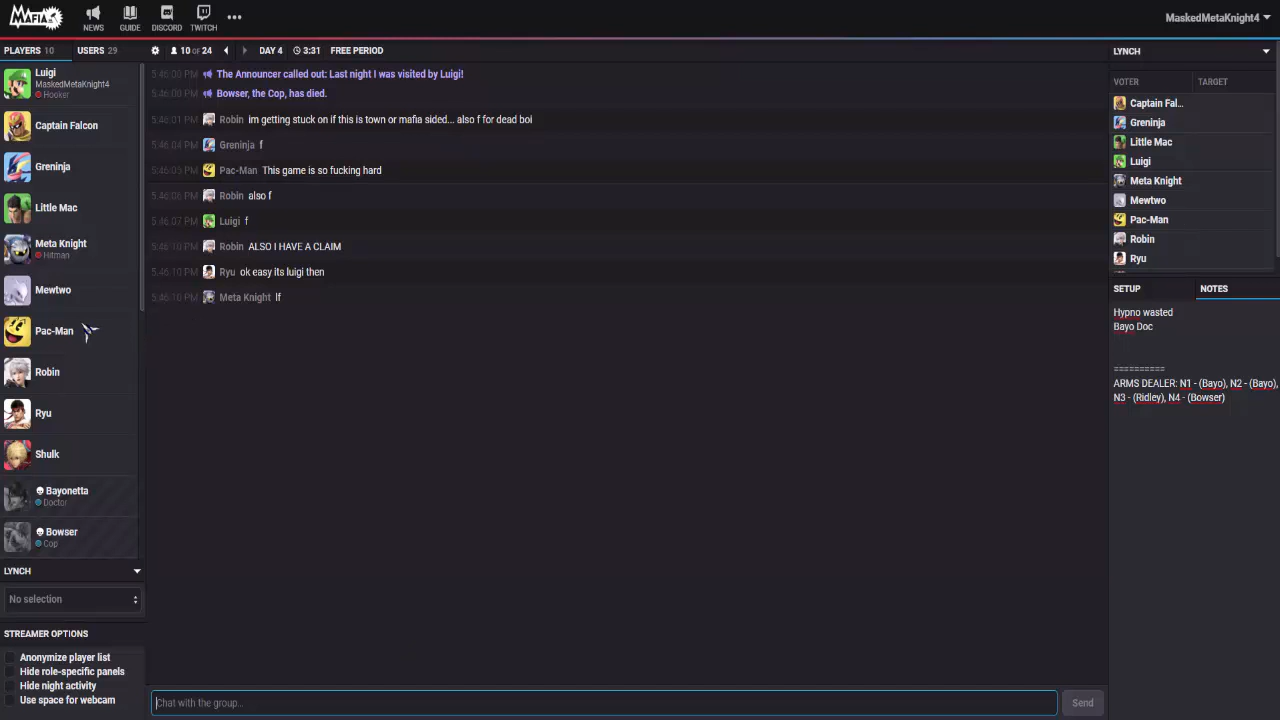 MAFIA
NEWS
GUIDE
DISCORD
TWITCH
MaskedMetaKnight4
PLAYERS 10
USERS 29
10 OF 24
DAY 4
3:31
FREE PERIOD
LYNCH
Luigi
MaskedMetaKnight4
Hooker
Captain Falcon
Greninja
Little Mac
Meta Knight
Hitman
Mewtwo
Pac-Man
Robin
Ryu
Shulk
Bayonetta
Doctor
Bowser
Cop
LYNCH
No selection
STREAMER OPTIONS
Anonymize player list
Hide role-specific panels
Hide night activity
Use space for webcam
5:46:00 PM The Announcer called out: Last night I was visited by Luigi!
5:46:00 PM Bowser, the Cop, has died.
5:46:01 PM Robin im getting stuck on if this is town or mafia sided... also f for dead boi
5:46:04 PM Greninja f
5:46:05 PM Pac-Man This game is so fucking hard
5:46:06 PM Robin also f
5:46:07 PM Luigi f
5:46:10 PM Robin ALSO I HAVE A CLAIM
5:46:10 PM Ryu ok easy its luigi then
5:46:10 PM Meta Knight lf
Chat with the group...
Send
VOTER TARGET
Captain Fal...
Greninja
Little Mac
Luigi
Meta Knight
Mewtwo
Pac-Man
Robin
Ryu
SETUP
NOTES
Hypno wasted
Bayo Doc
==========
ARMS DEALER: N1 - (Bayo), N2 - (Bayo),
N3 - (Ridley), N4 - (Bowser)